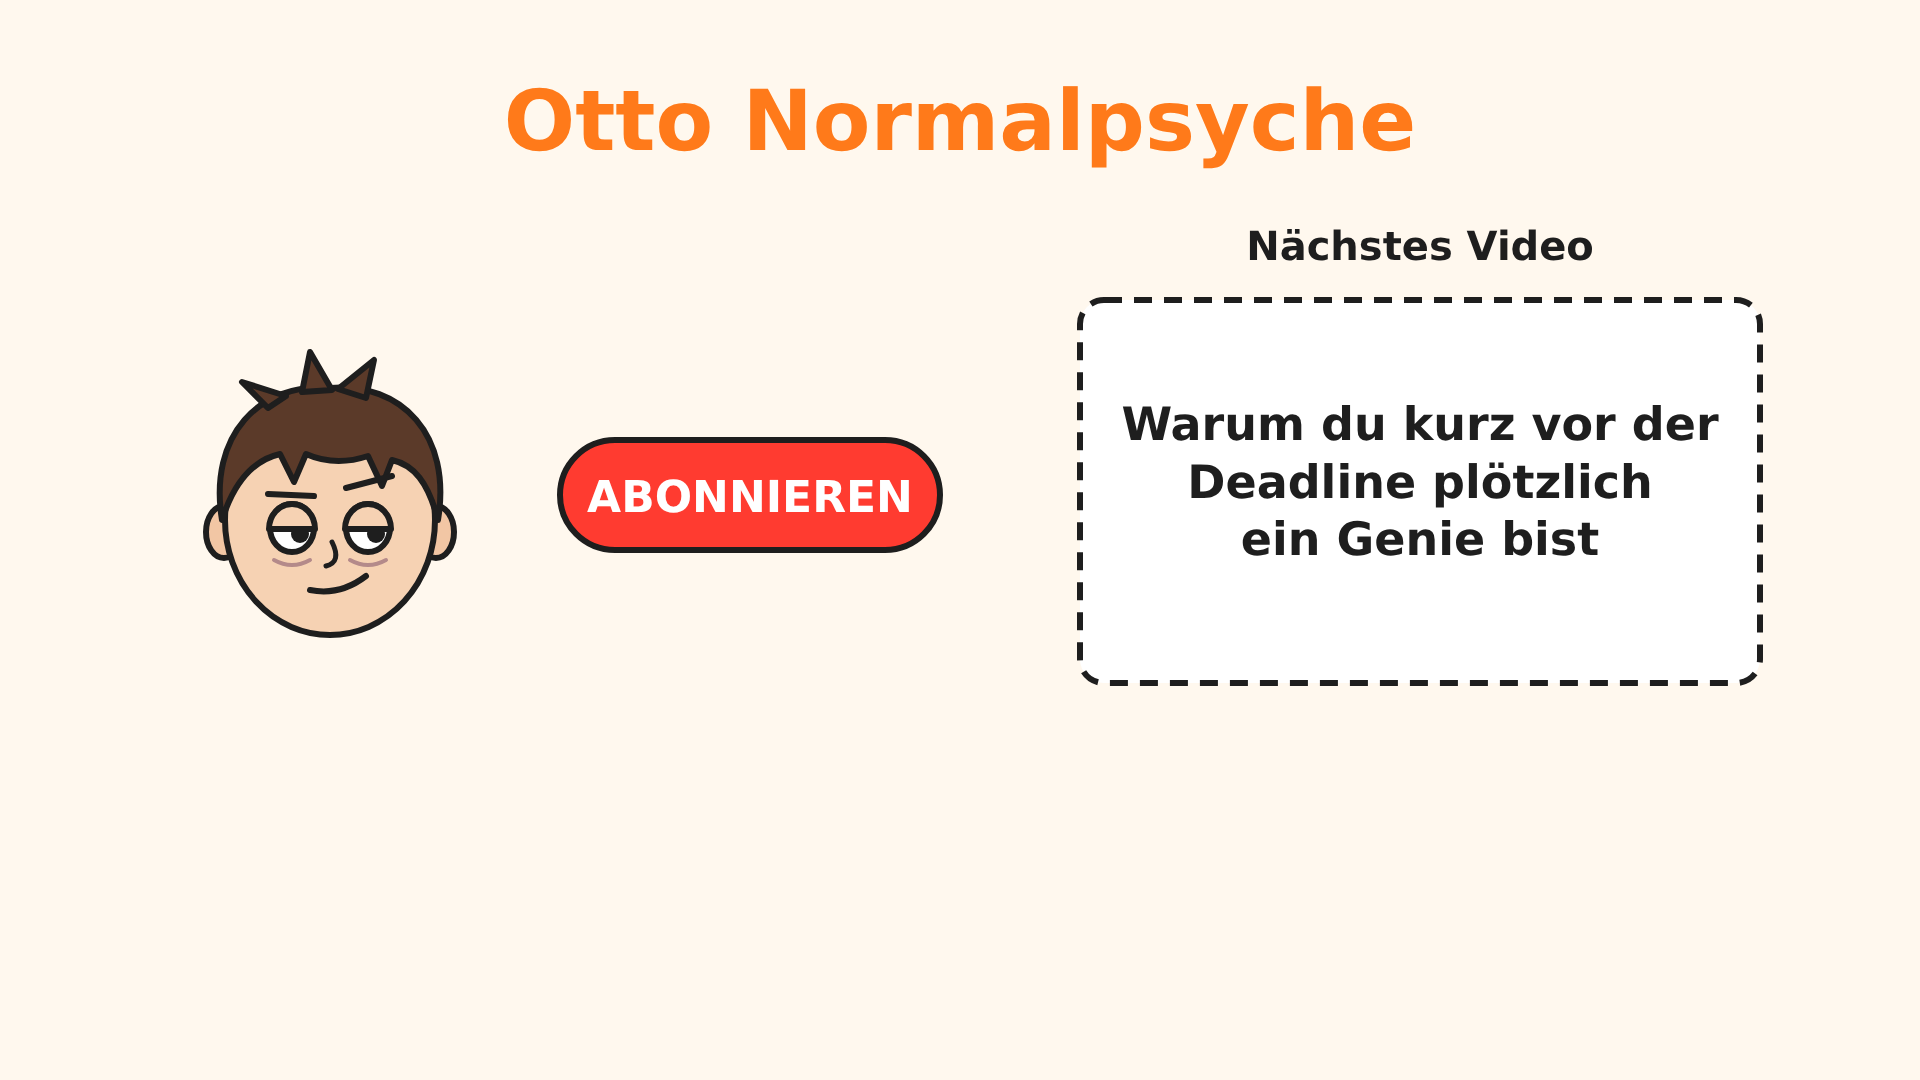 Otto Normalpsyche
Nächstes Video
ABONNIEREN
Warum du kurz vor der
Deadline plötzlich
ein Genie bist